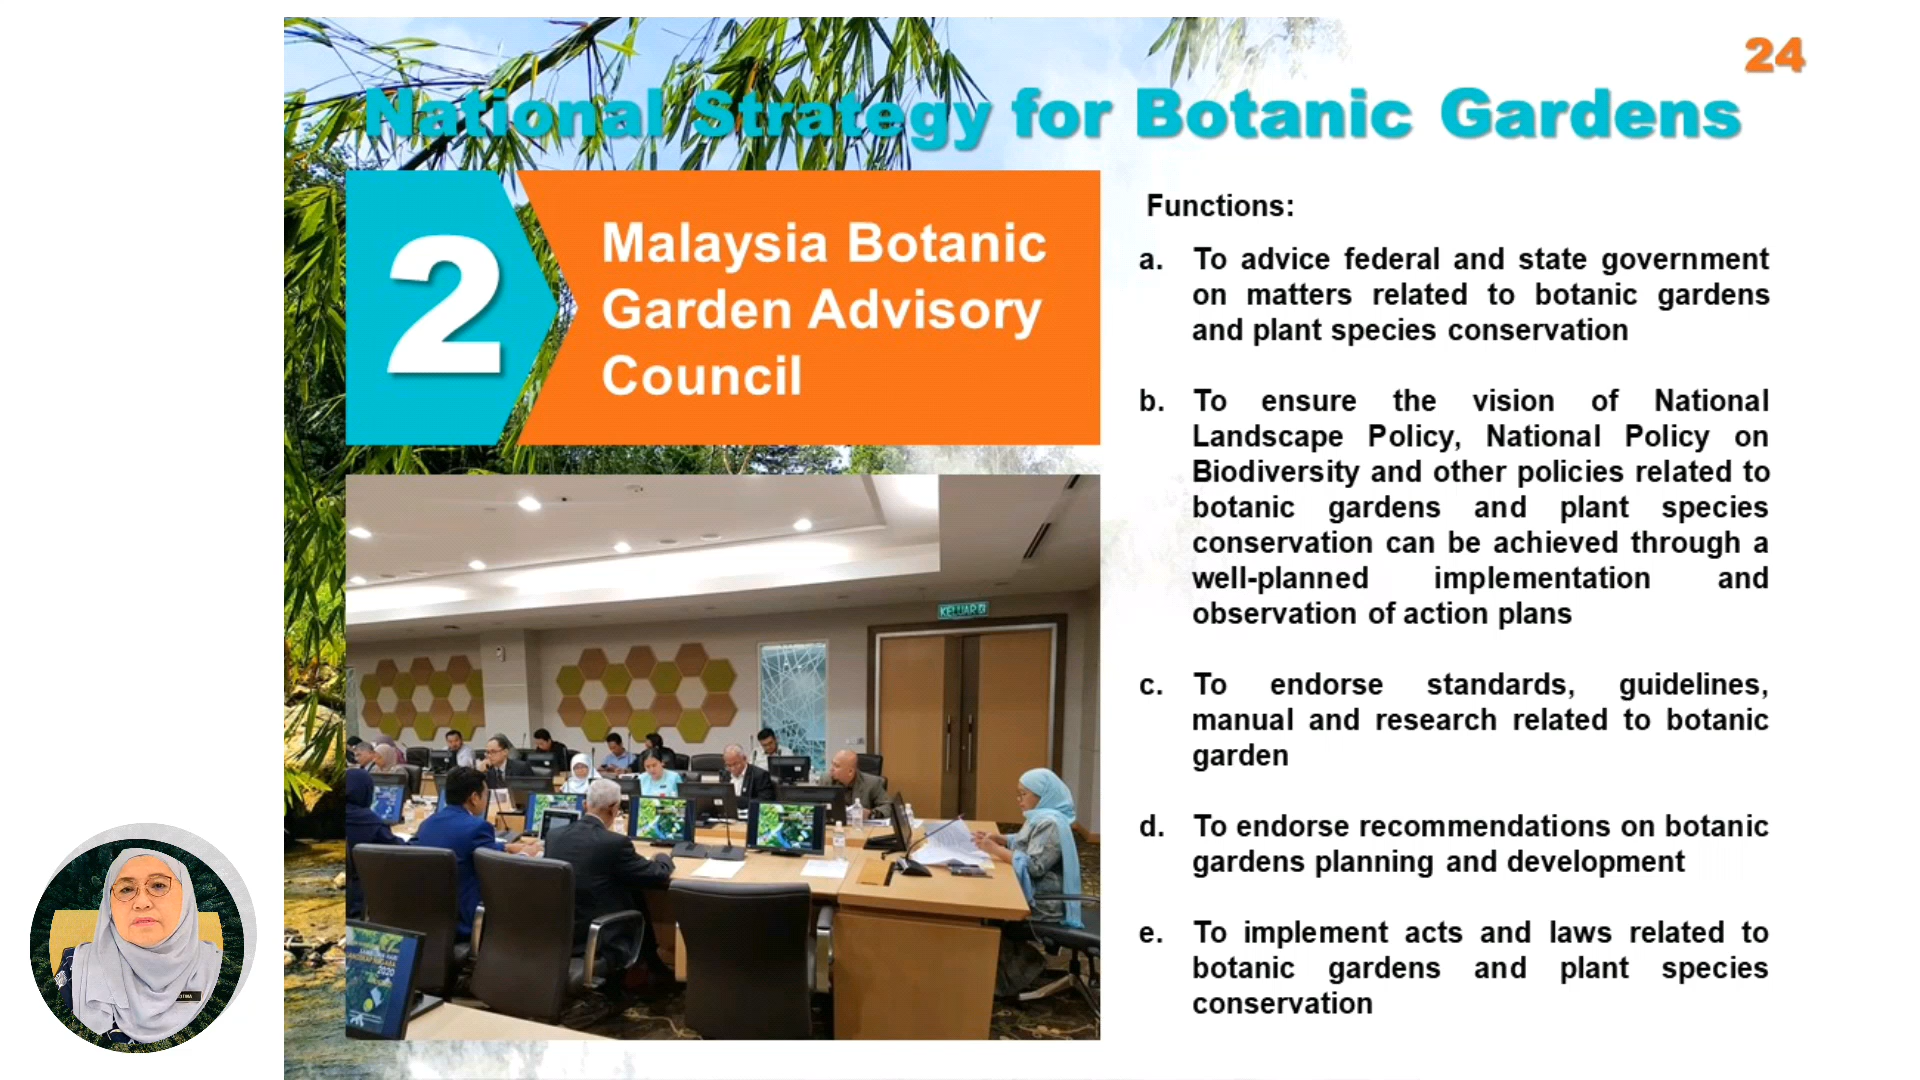 24
National Strategy for Botanic Gardens
2
Malaysia Botanic
Garden Advisory
Council
Functions:
a. To advice federal and state government
on matters related to botanic gardens
and plant species conservation
b. To ensure the vision of National
Landscape Policy, National Policy on
Biodiversity and other policies related to
botanic gardens and plant species
conservation can be achieved through a
well-planned implementation and
observation of action plans
c. To endorse standards, guidelines,
manual and research related to botanic
garden
d. To endorse recommendations on botanic
gardens planning and development
e. To implement acts and laws related to
botanic gardens and plant species
conservation
KELUAR
2020